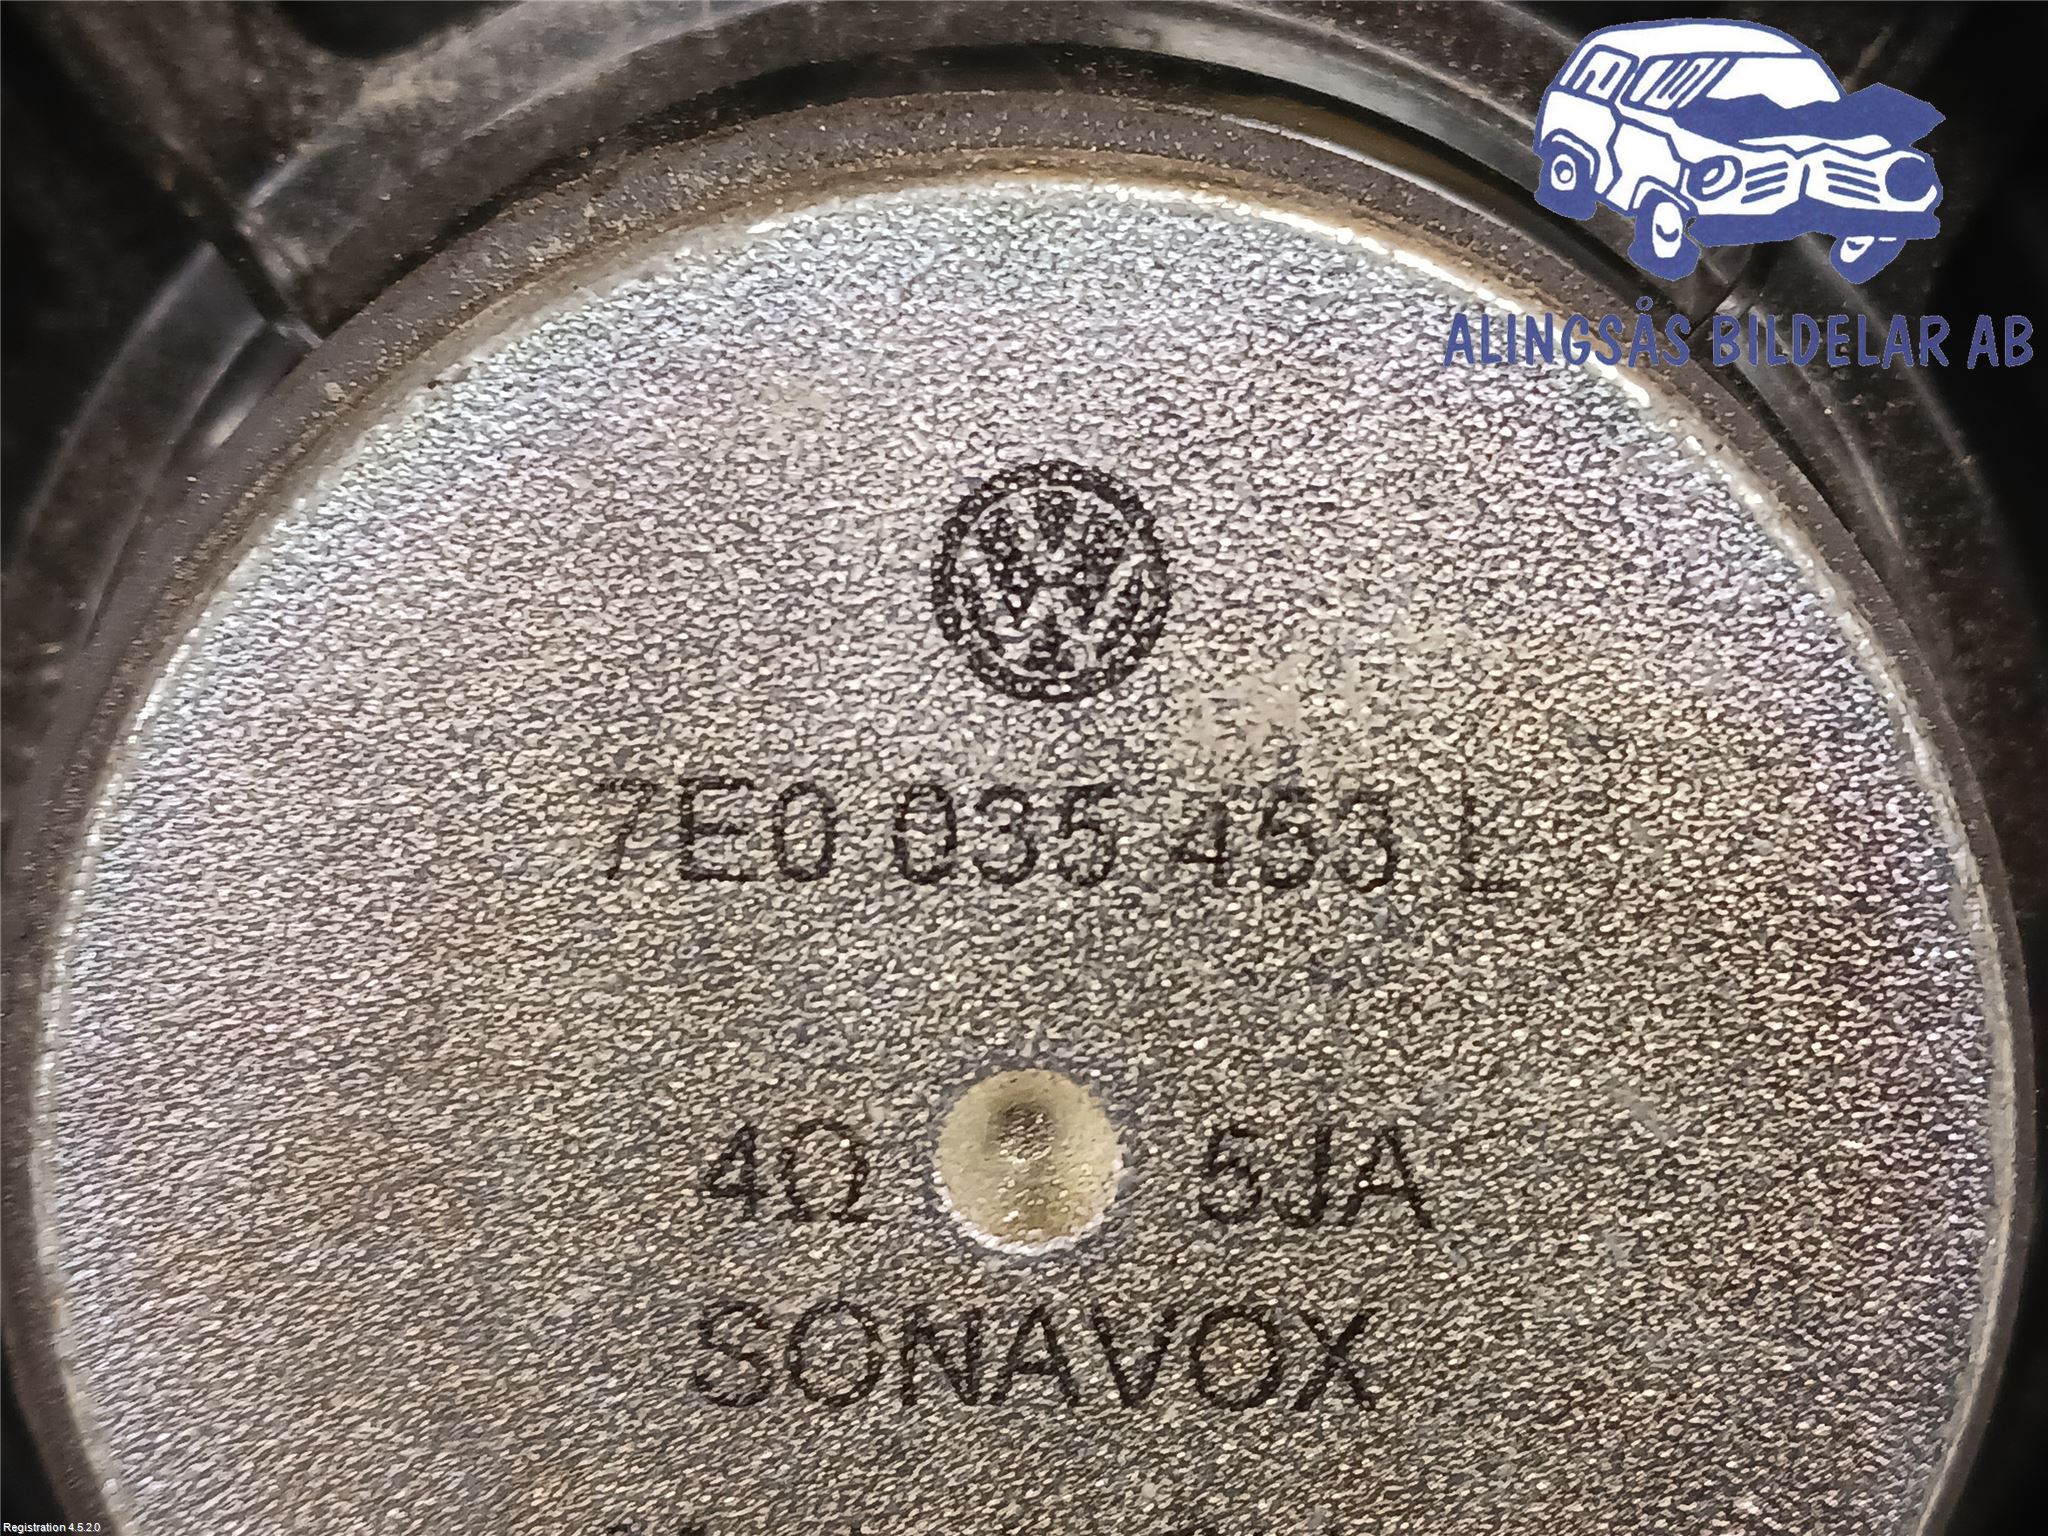 ALINGSÅS BILDELAR AB
7E0 035 453 L
4Ω 5JA
SONAVOX
Registration 4.5.2.0